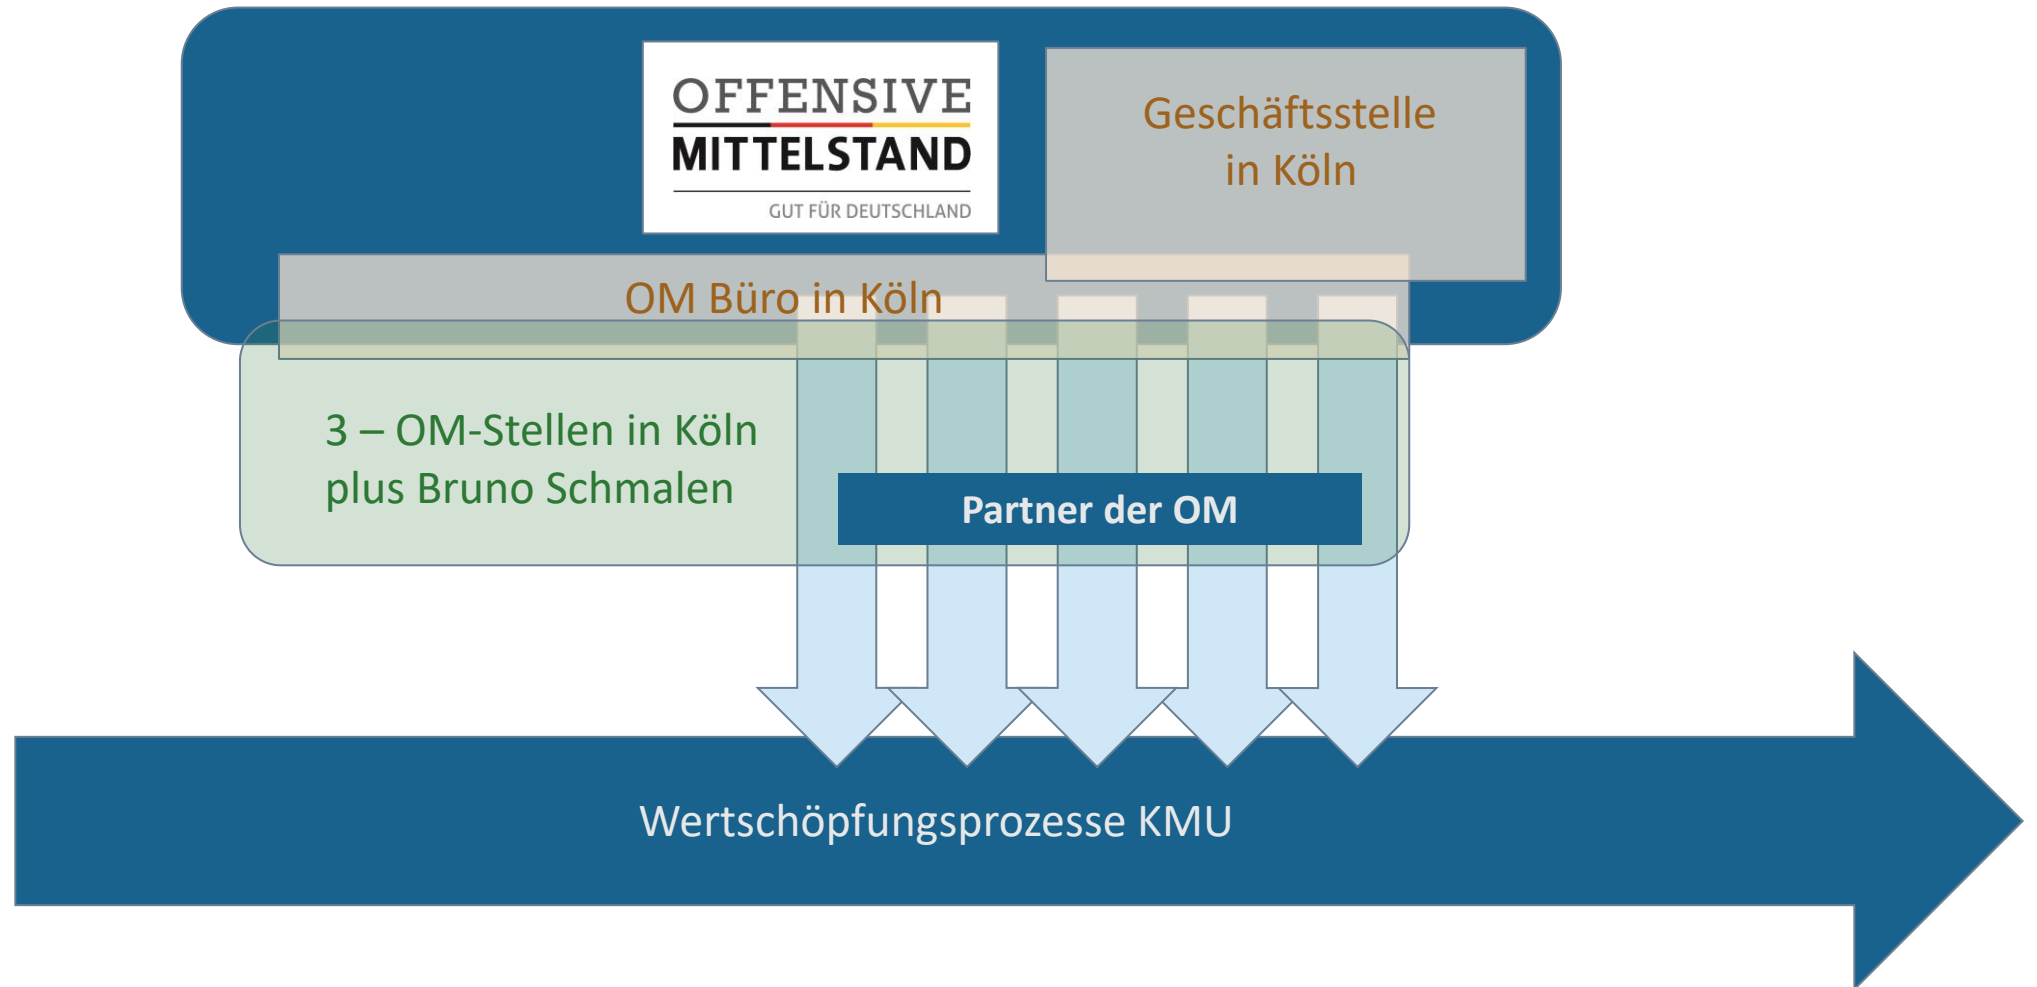 OFFENSIVE
MITTELSTAND
GUT FÜR DEUTSCHLAND
Geschäftsstelle
in Köln
OM Büro in Köln
3 – OM-Stellen in Köln
plus Bruno Schmalen
Partner der OM
Wertschöpfungsprozesse KMU